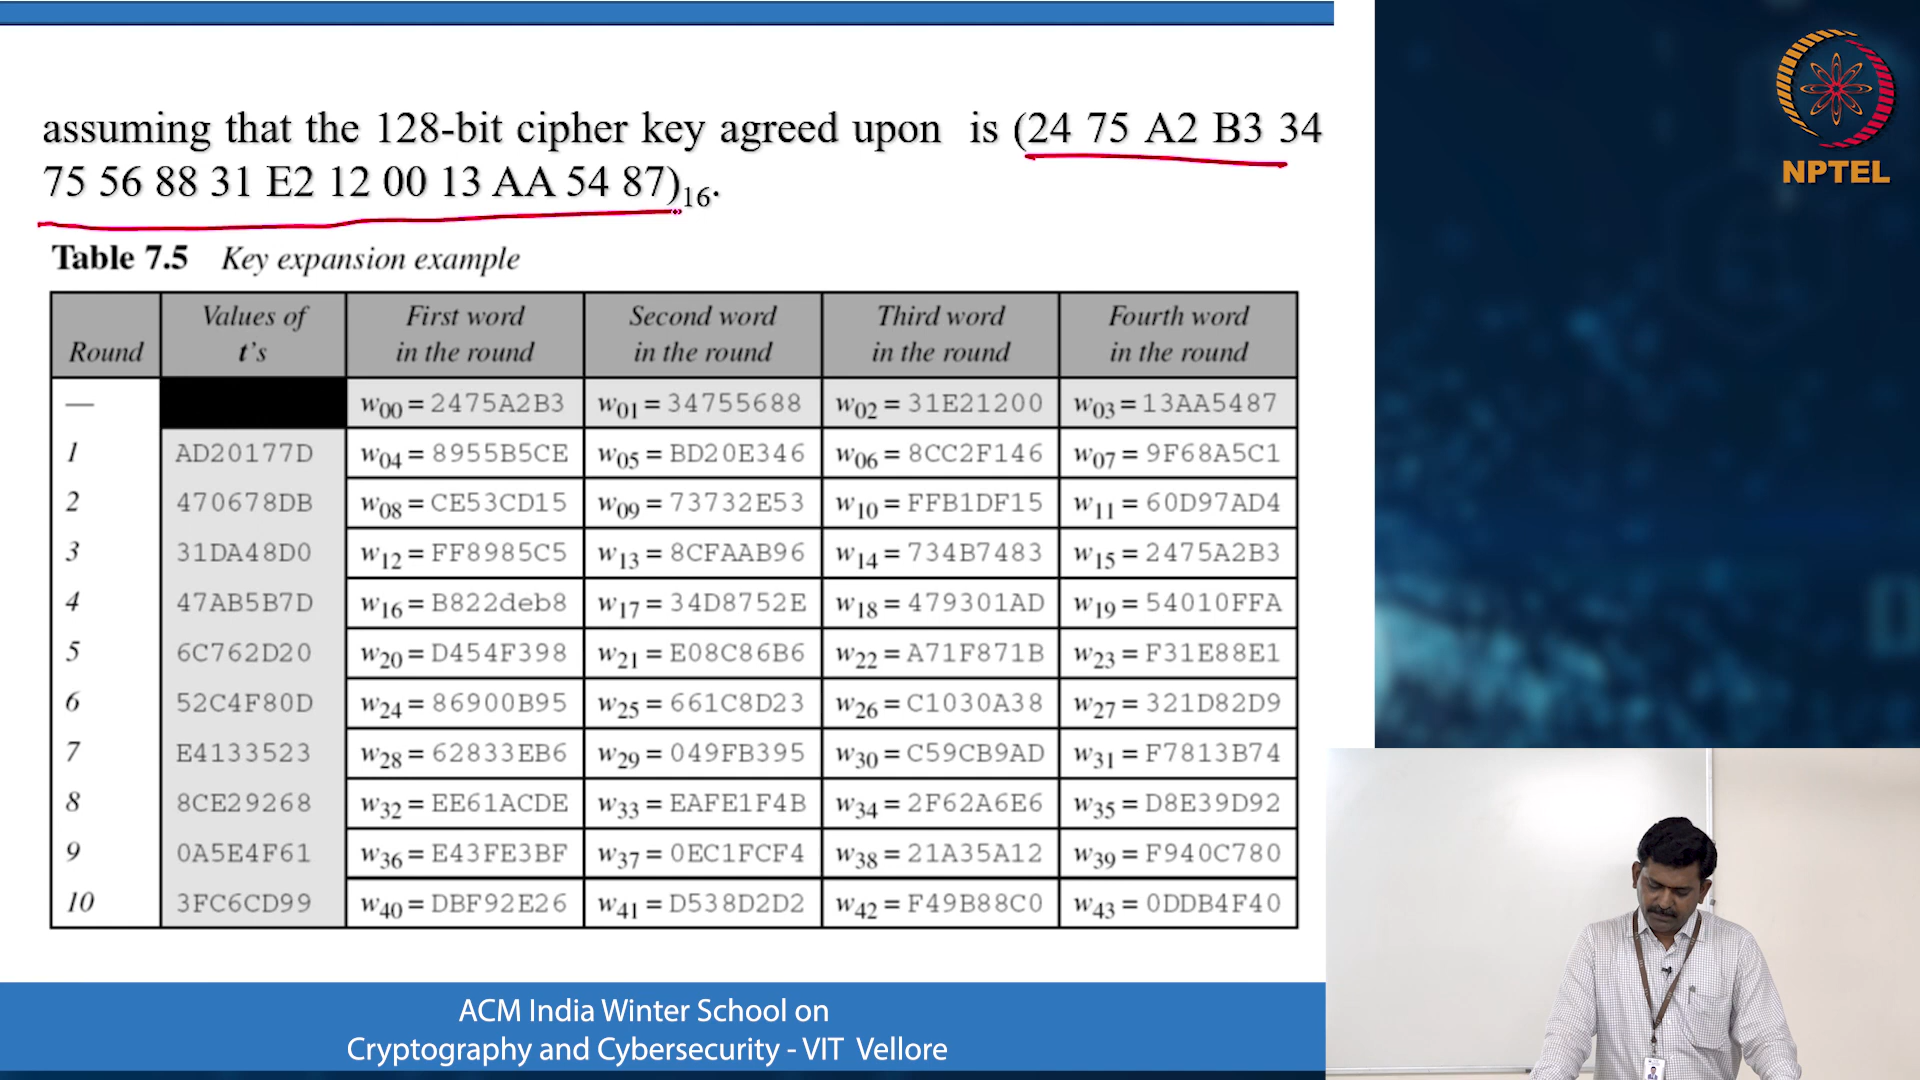 assuming that the 128-bit cipher key agreed upon is (24 75 A2 B3 34
75 56 88 31 E2 12 00 13 AA 54 87)16.
Table 7.5 Key expansion example
Round Values of t's First word in the round Second word in the round Third word in the round Fourth word in the round
— w00 = 2475A2B3 w01 = 34755688 w02 = 31E21200 w03 = 13AA5487
1 AD20177D w04 = 8955B5CE w05 = BD20E346 w06 = 8CC2F146 w07 = 9F68A5C1
2 470678DB w08 = CE53CD15 w09 = 73732E53 w10 = FFB1DF15 w11 = 60D97AD4
3 31DA48D0 w12 = FF8985C5 w13 = 8CFAAB96 w14 = 734B7483 w15 = 2475A2B3
4 47AB5B7D w16 = B822deb8 w17 = 34D8752E w18 = 479301AD w19 = 54010FFA
5 6C762D20 w20 = D454F398 w21 = E08C86B6 w22 = A71F871B w23 = F31E88E1
6 52C4F80D w24 = 86900B95 w25 = 661C8D23 w26 = C1030A38 w27 = 321D82D9
7 E4133523 w28 = 62833EB6 w29 = 049FB395 w30 = C59CB9AD w31 = F7813B74
8 8CE29268 w32 = EE61ACDE w33 = EAFE1F4B w34 = 2F62A6E6 w35 = D8E39D92
9 0A5E4F61 w36 = E43FE3BF w37 = 0EC1FCF4 w38 = 21A35A12 w39 = F940C780
10 3FC6CD99 w40 = DBF92E26 w41 = D538D2D2 w42 = F49B88C0 w43 = 0DDB4F40
NPTEL
ACM India Winter School on
Cryptography and Cybersecurity - VIT Vellore